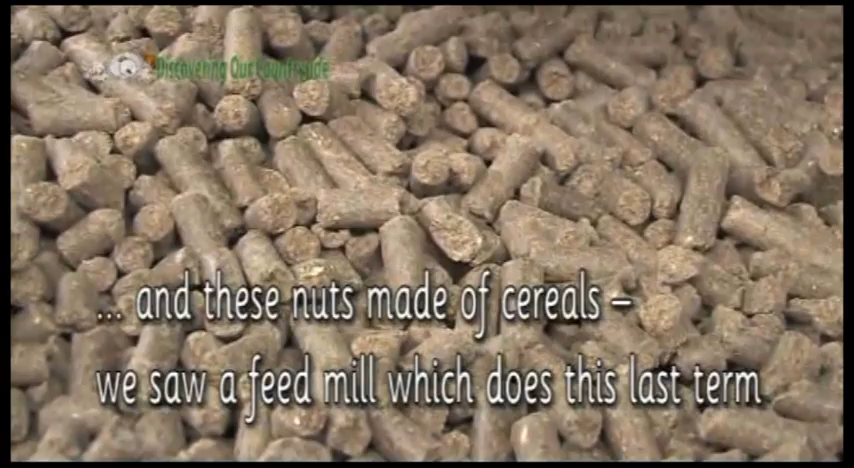 Discovering Our Countryside
... and these nuts made of cereals –
we saw a feed mill which does this last term